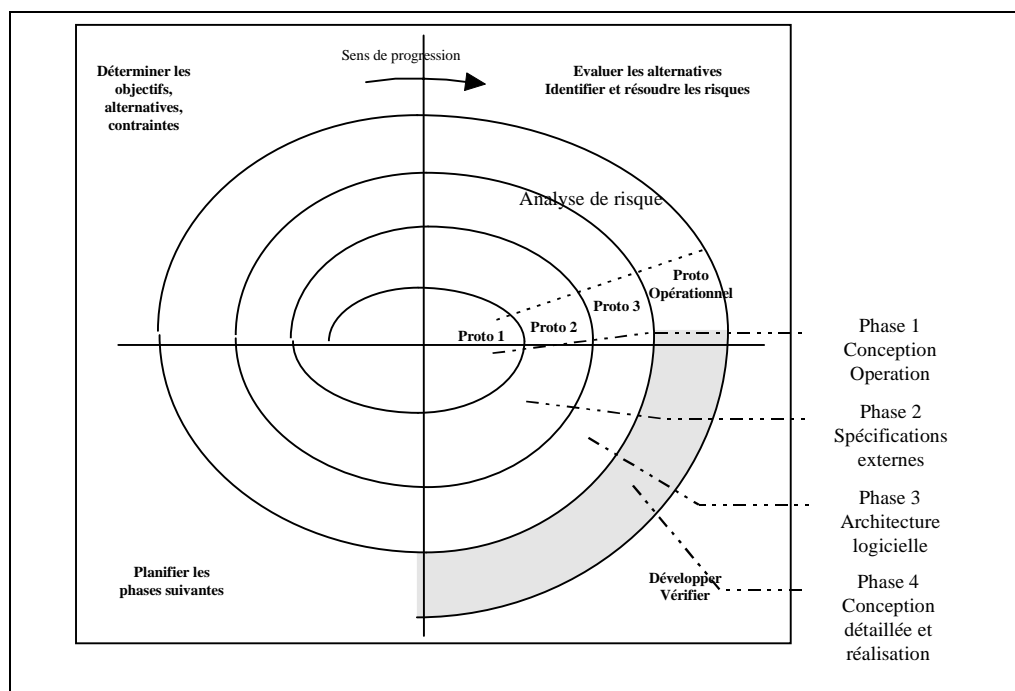 Sens de progression
Déterminer les
objectifs,
alternatives,
contraintes
Evaluer les alternatives
Identifier et résoudre les risques
Analyse de risque
Proto
Opérationnel
Proto 3
Proto 2
Proto 1
Phase 1
Conception
Operation
Phase 2
Spécifications
externes
Phase 3
Architecture
logicielle
Planifier les
phases suivantes
Développer
Vérifier
Phase 4
Conception
détaillée et
réalisation